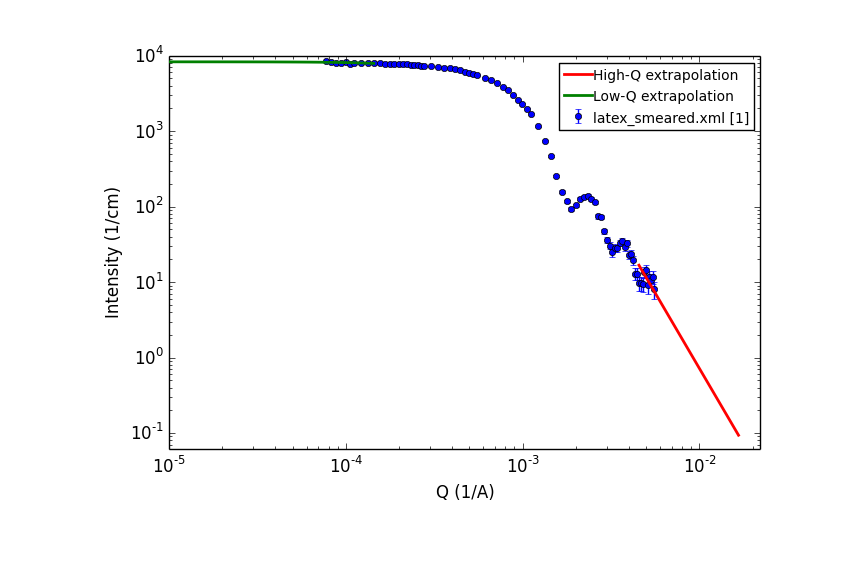 High-Q extrapolation
Low-Q extrapolation
latex_smeared.xml [1]
Intensity (1/cm)
10^4
10^3
10^2
10^1
10^0
10^-1
10^-5 10^-4 10^-3 10^-2
Q (1/A)